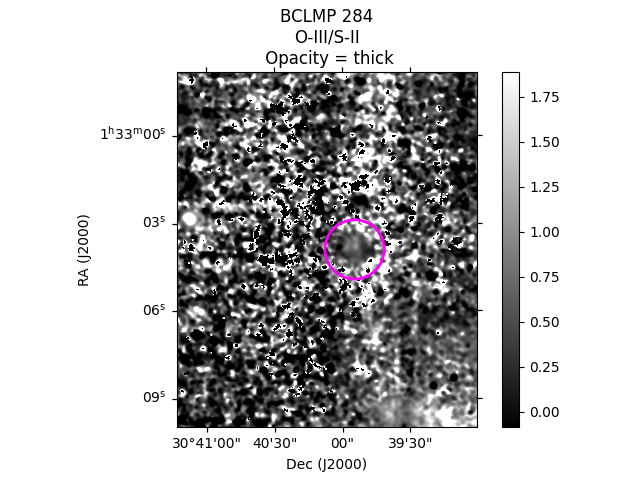 BCLMP 284
O-III/S-II
Opacity = thick
1ʰ33ᵐ00ˢ
03ˢ
06ˢ
09ˢ
RA (J2000)
30°41'00" 40'30" 00" 39'30"
Dec (J2000)
1.75
1.50
1.25
1.00
0.75
0.50
0.25
0.00